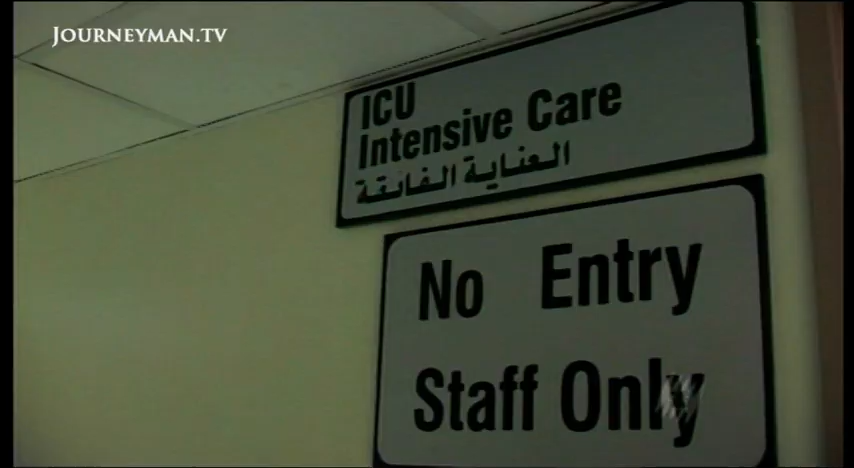 JOURNEYMAN.TV
ICU
Intensive Care
العناية الفائقة
No Entry
Staff Only